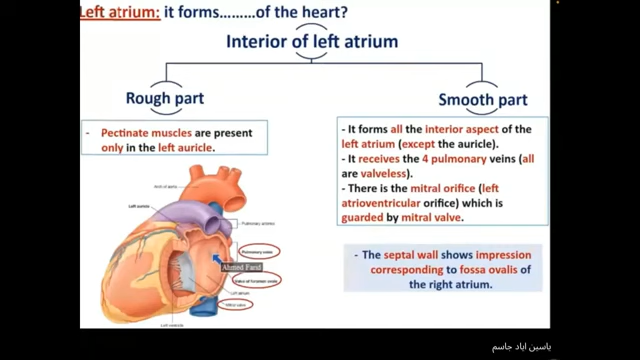 Left atrium: it forms.........of the heart?
Interior of left atrium
Rough part
- Pectinate muscles are present
only in the left auricle.
Smooth part
- It forms all the interior aspect of the
left atrium (except the auricle).
- It receives the 4 pulmonary veins (all
are valveless).
- There is the mitral orifice (left
atrioventricular orifice) which is
guarded by mitral valve.
- The septal wall shows impression
corresponding to fossa ovalis of
the right atrium.
Arch of aorta
Left auricle
Pulmonary arteries
Pulmonary veins
Ahmed Farid
Valve of foramen ovale
Left atrium
Mitral valve
Left ventricle
ياسين اياد جاسم